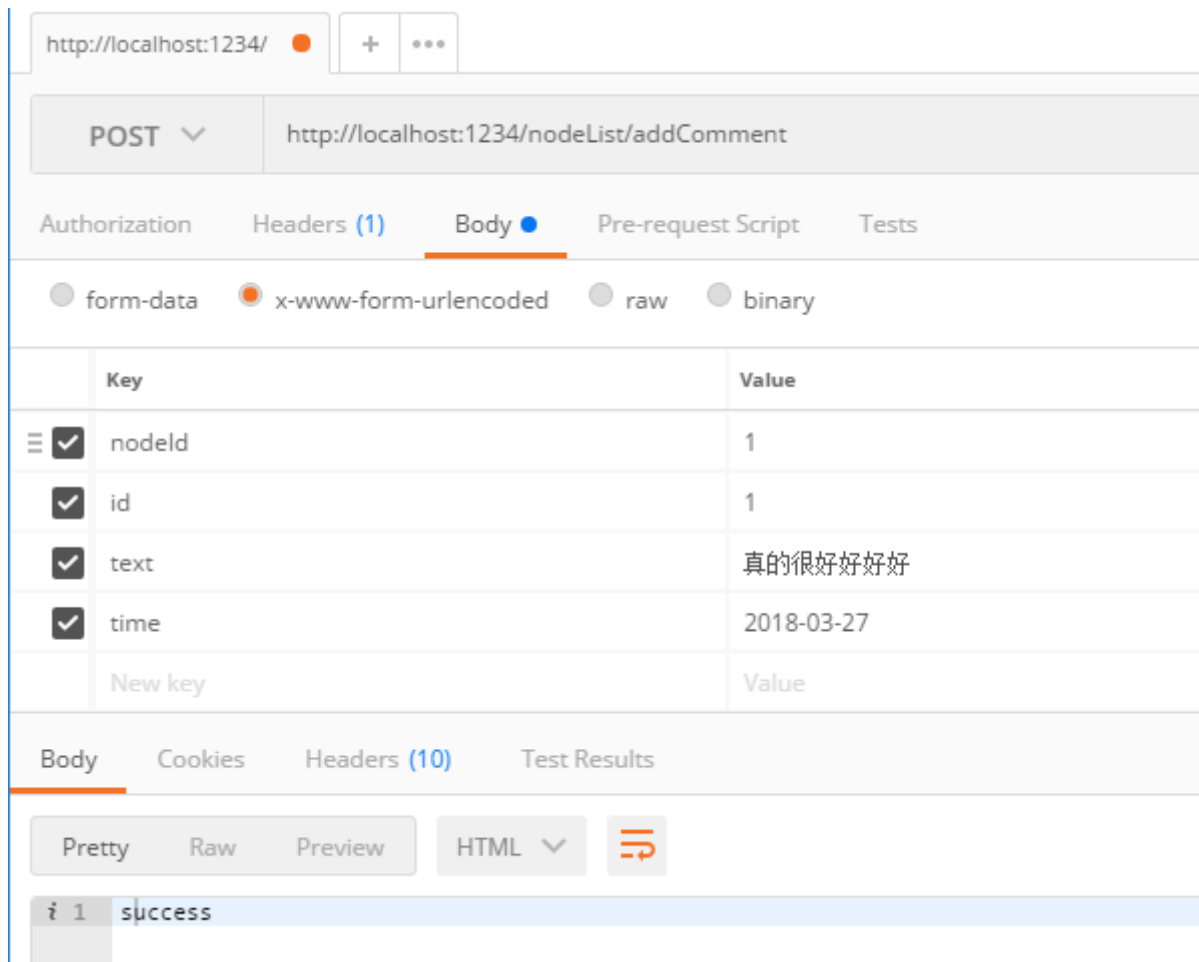 http://localhost:1234/
POST http://localhost:1234/nodeList/addComment
Authorization Headers (1) Body Pre-request Script Tests
form-data x-www-form-urlencoded raw binary
Key Value
nodeId 1
id 1
text 真的很好好好好
time 2018-03-27
New key Value
Body Cookies Headers (10) Test Results
Pretty Raw Preview HTML
i 1 success